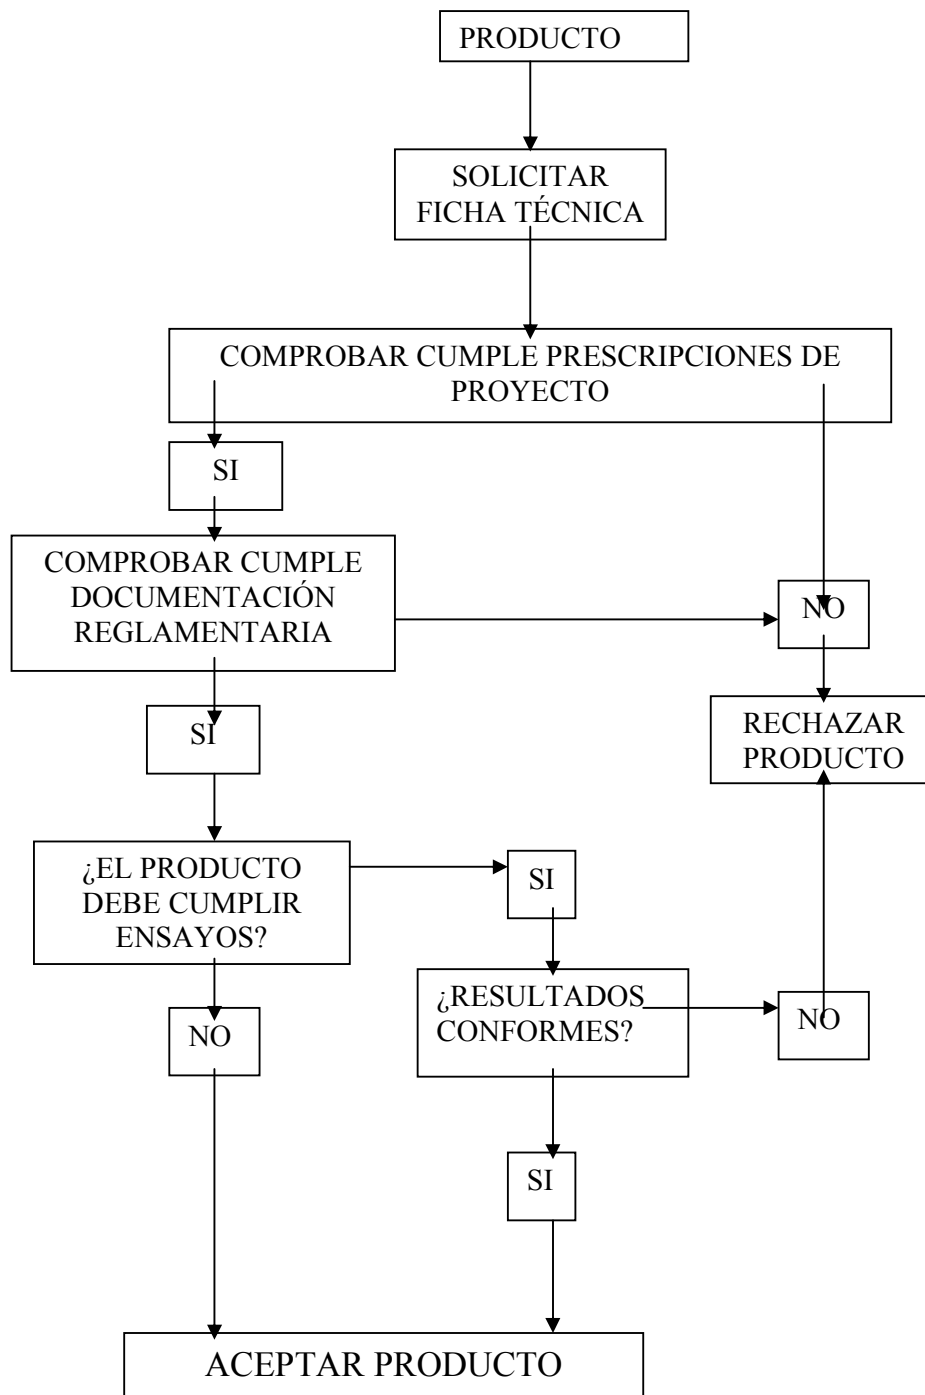 PRODUCTO
SOLICITAR
FICHA TÉCNICA
COMPROBAR CUMPLE PRESCRIPCIONES DE
PROYECTO
SI
COMPROBAR CUMPLE
DOCUMENTACIÓN
REGLAMENTARIA
NO
SI
RECHAZAR
PRODUCTO
¿EL PRODUCTO
DEBE CUMPLIR
ENSAYOS?
SI
¿RESULTADOS
CONFORMES?
NO
NO
SI
ACEPTAR PRODUCTO